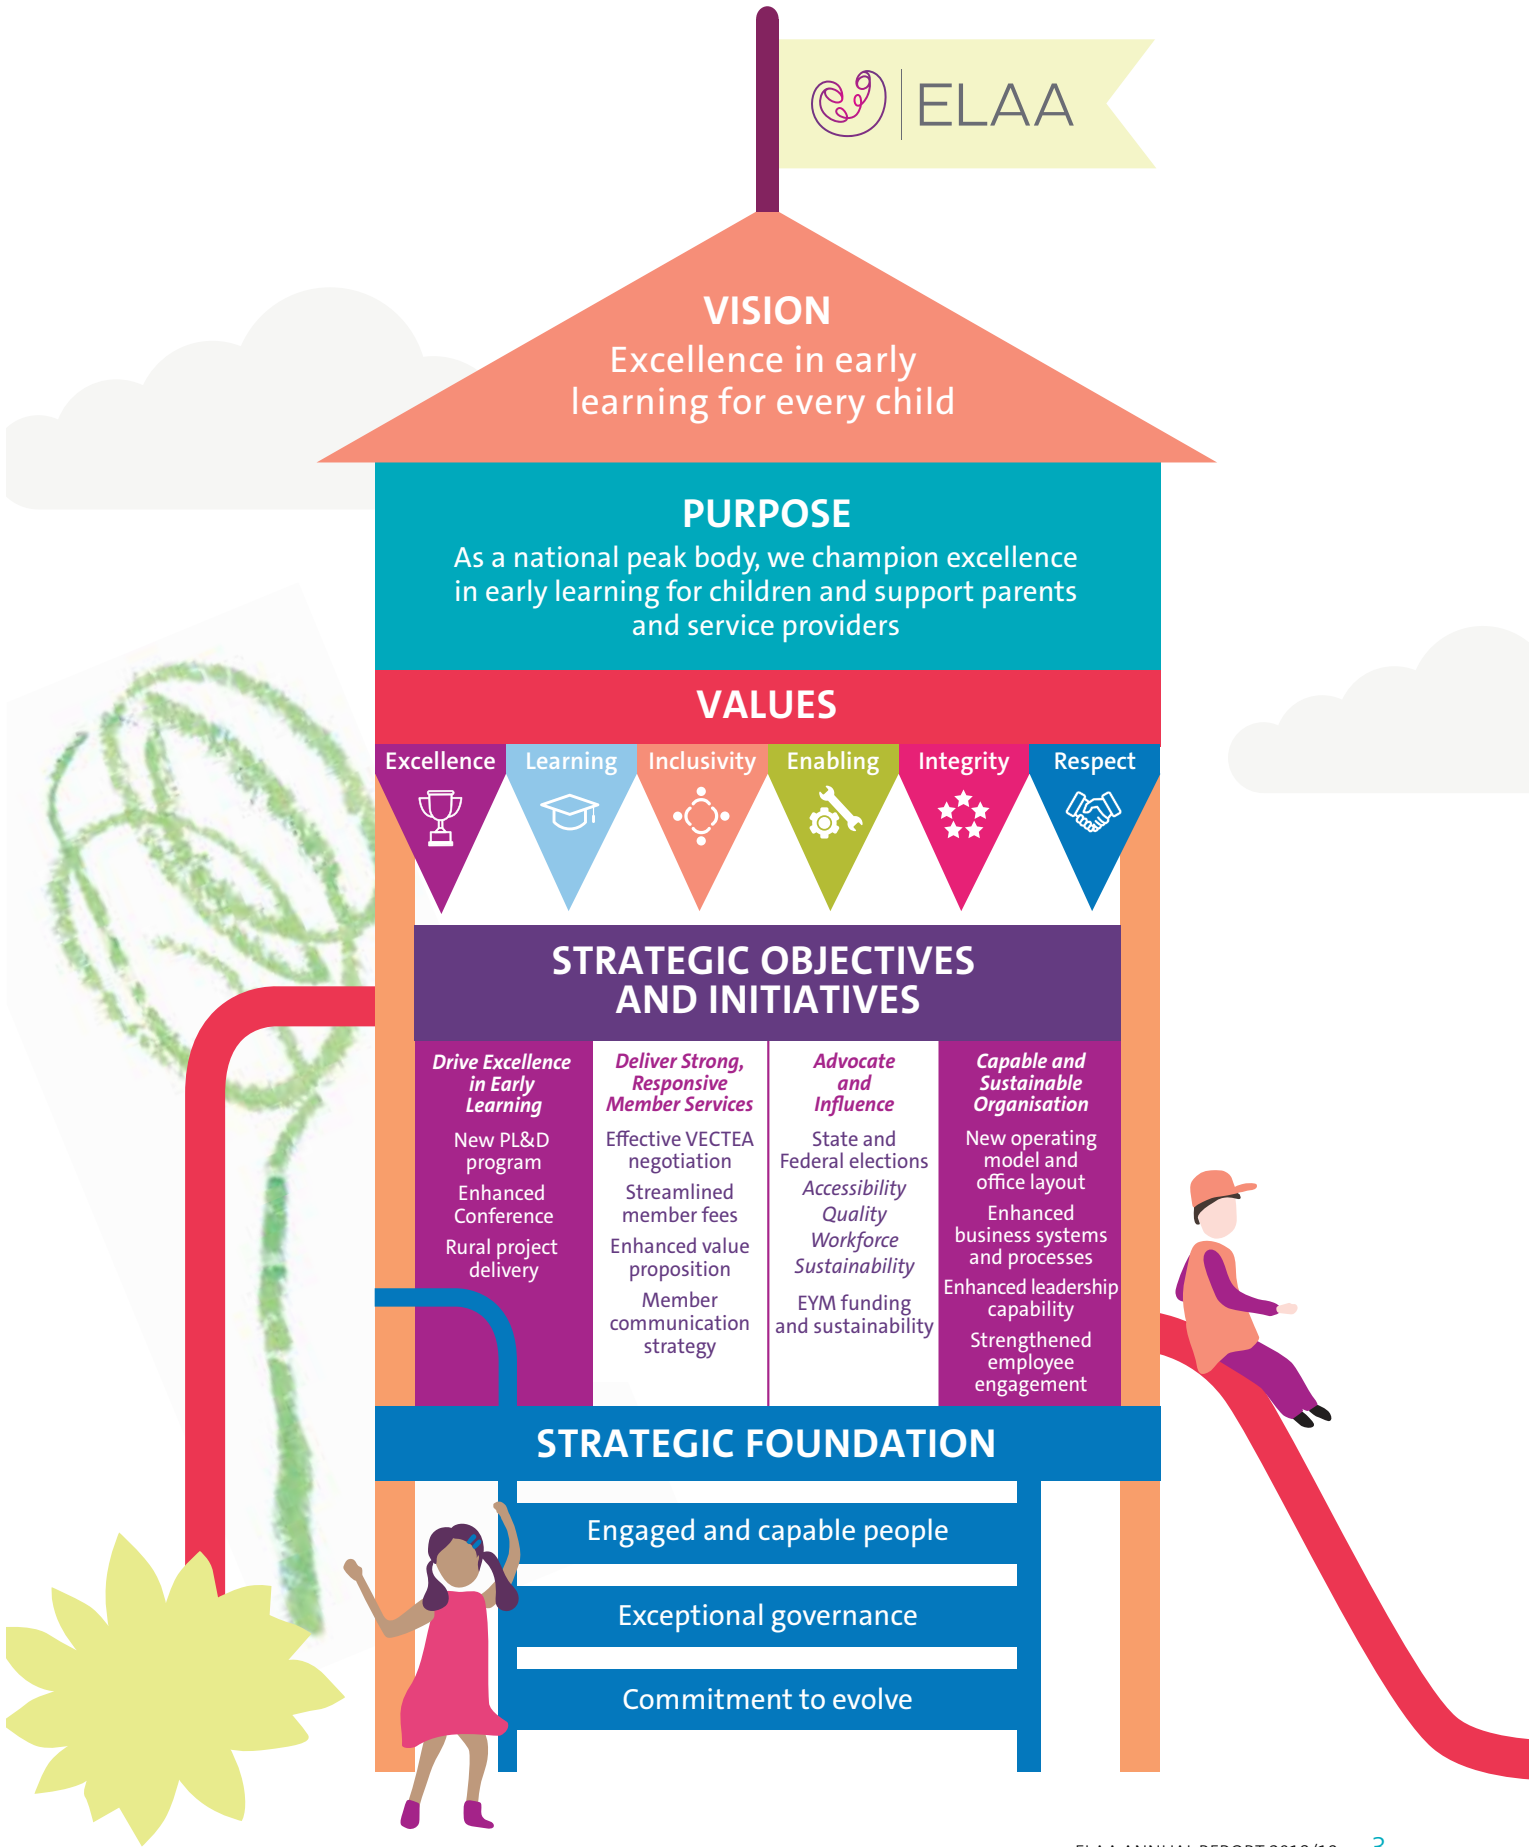 ELAA
VISION
Excellence in early
learning for every child
PURPOSE
As a national peak body, we champion excellence
in early learning for children and support parents
and service providers
VALUES
Excellence
Learning
Inclusivity
Enabling
Integrity
Respect
STRATEGIC OBJECTIVES
AND INITIATIVES
Drive Excellence
in Early
Learning
New PL&D
program
Enhanced
Conference
Rural project
delivery
Deliver Strong,
Responsive
Member Services
Effective VECTEA
negotiation
Streamlined
member fees
Enhanced value
proposition
Member
communication
strategy
Advocate
and
Influence
State and
Federal elections
Accessibility
Quality
Workforce
Sustainability
EYM funding
and sustainability
Capable and
Sustainable
Organisation
New operating
model and
office layout
Enhanced
business systems
and processes
Enhanced leadership
capability
Strengthened
employee
engagement
STRATEGIC FOUNDATION
Engaged and capable people
Exceptional governance
Commitment to evolve